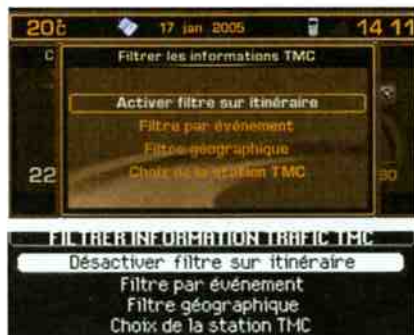 20c 17 jan 2005 14 11
C Filtrer les informations TMC
Activer filtre sur itinéraire
Filtre par événement
Filtre géographique
22 Choix de la station TMC
FILTRER INFORMATION TRAFIC TMC
Désactiver filtre sur itinéraire
Filtre par événement
Filtre géographique
Choix de la station TMC